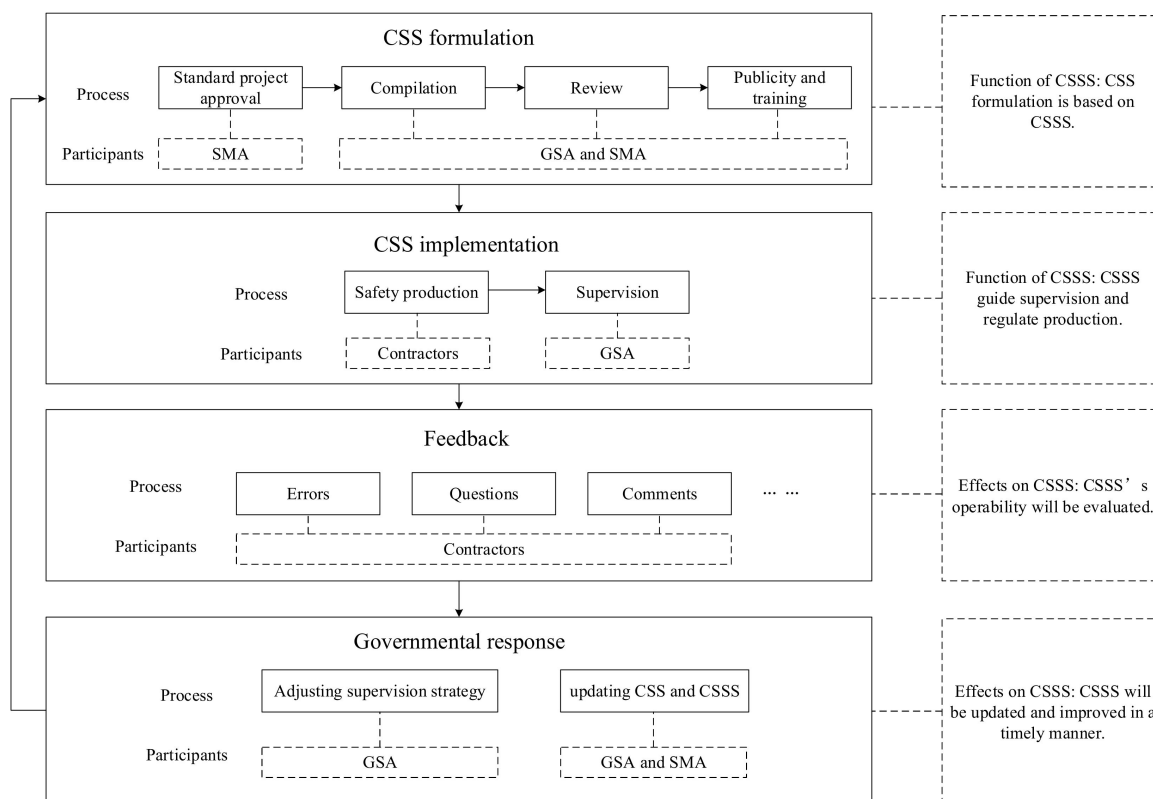 CSS formulation
Process
Standard project
approval
Compilation
Review
Publicity and
training
Participants
SMA
GSA and SMA
Function of CSSS: CSS
formulation is based on
CSSS.
CSS implementation
Process
Safety production
Supervision
Participants
Contractors
GSA
Function of CSSS: CSSS
guide supervision and
regulate production.
Feedback
Process
Errors
Questions
Comments
... ...
Participants
Contractors
Effects on CSSS: CSSS’s
operability will be evaluated.
Governmental response
Process
Adjusting supervision strategy
updating CSS and CSSS
Participants
GSA
GSA and SMA
Effects on CSSS: CSSS will
be updated and improved in a
timely manner.